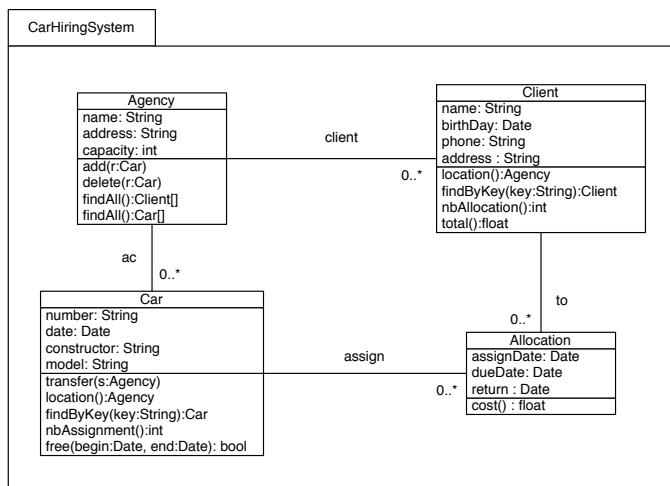 CarHiringSystem
Agency
name: String
address: String
capacity: int
add(r:Car)
delete(r:Car)
findAll():Client[]
findAll():Car[]
client
0..*
Client
name: String
birthDay: Date
phone: String
address : String
location():Agency
findByKey(key:String):Client
nbAllocation():int
total():float
ac
0..*
to
0..*
Car
number: String
date: Date
constructor: String
model: String
transfer(s:Agency)
location():Agency
findByKey(key:String):Car
nbAssignment():int
free(begin:Date, end:Date): bool
assign
0..*
Allocation
assignDate: Date
dueDate: Date
return : Date
cost() : float